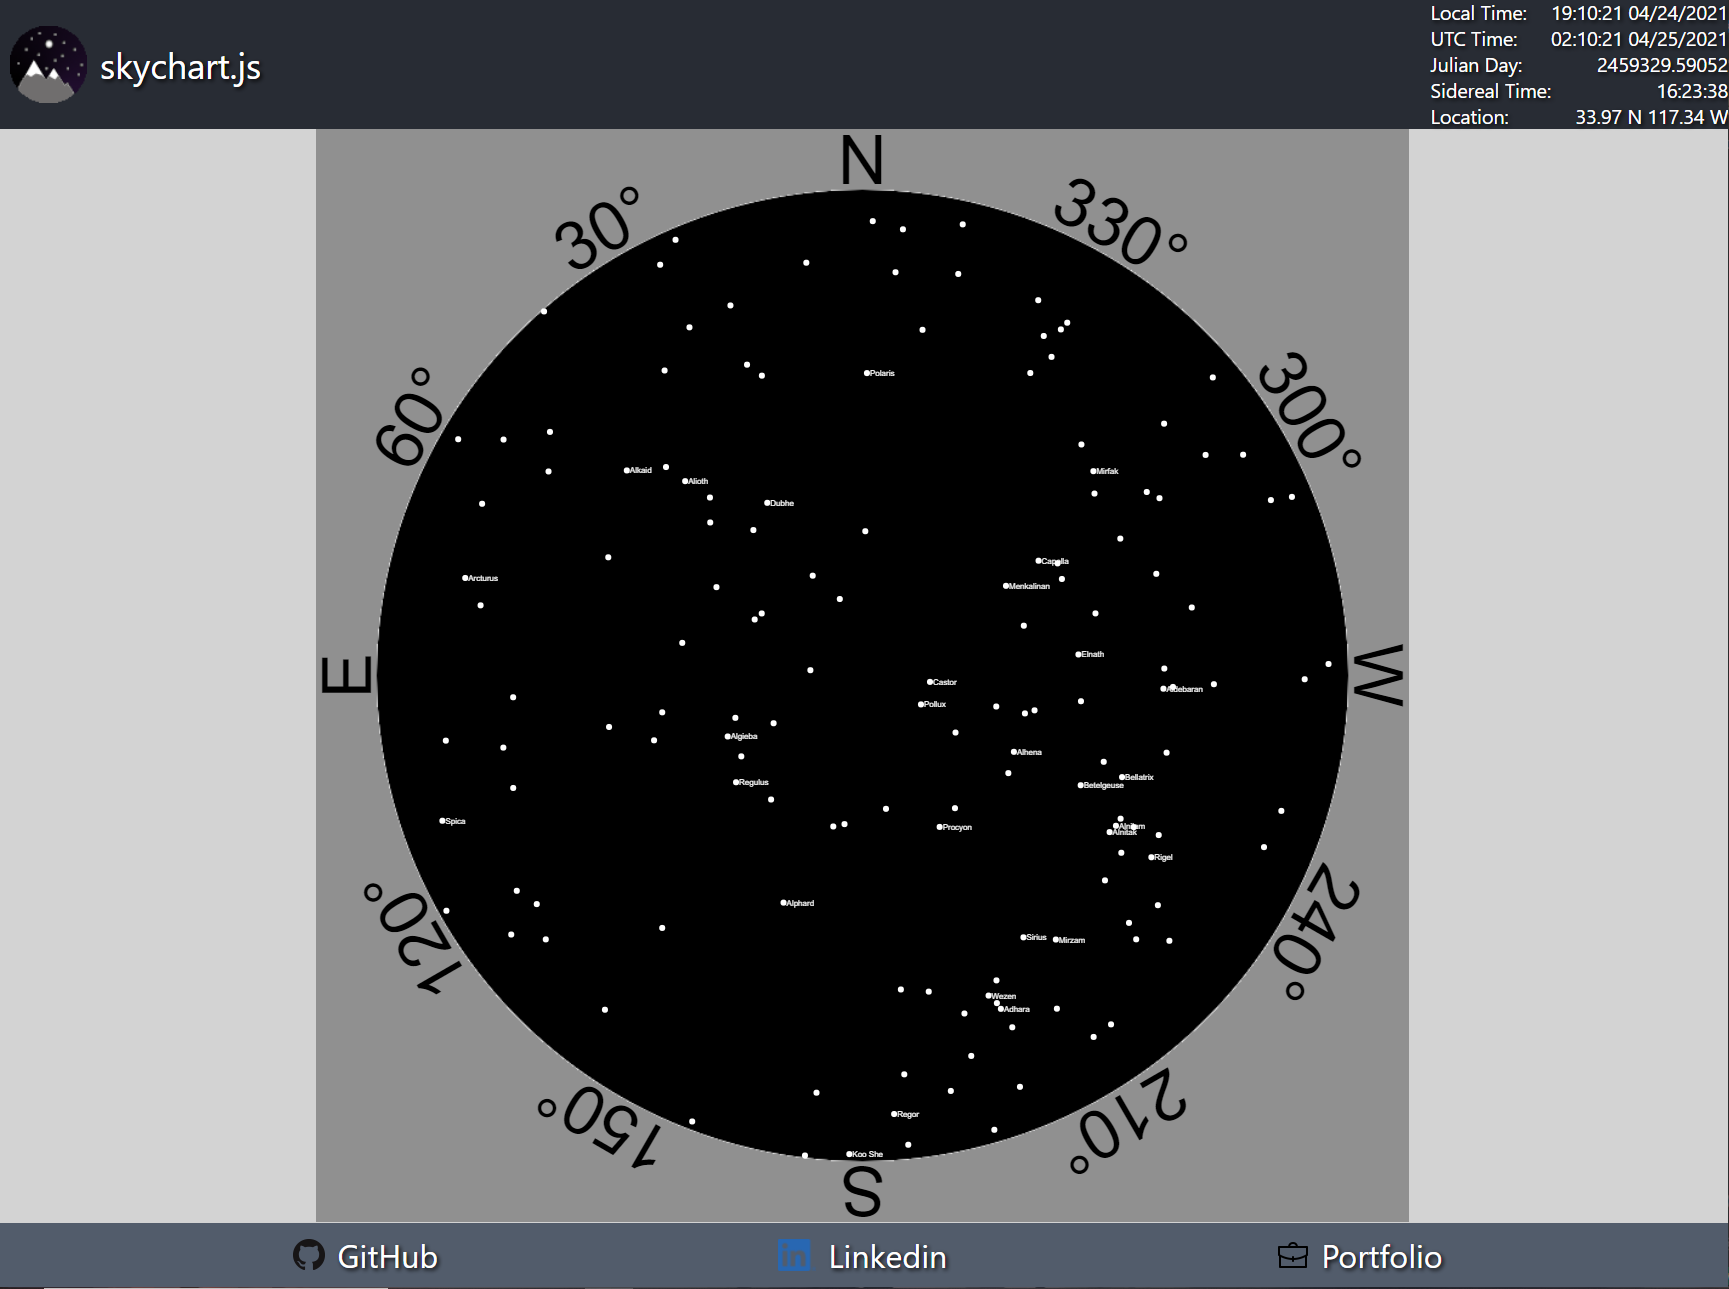 skychart.js
Local Time: 19:10:21 04/24/2021
UTC Time: 02:10:21 04/25/2021
Julian Day: 2459329.59052
Sidereal Time: 16:23:38
Location: 33.97 N 117.34 W
N
30°
330°
60°
300°
Polaris
Alkaid
Mirfak
Alioth
Dubhe
Capella
Arcturus
Menkalinan
Elnath
E
W
Castor
Aldebaran
Pollux
Algieba
Alhena
Bellatrix
Regulus
Betelgeuse
Spica
Procyon
Alnilam
Alnitak
Rigel
120°
240°
Alphard
Sirius
Mirzam
Wezen
Adhara
150°
210°
Regor
Koo She
S
GitHub
Linkedin
Portfolio